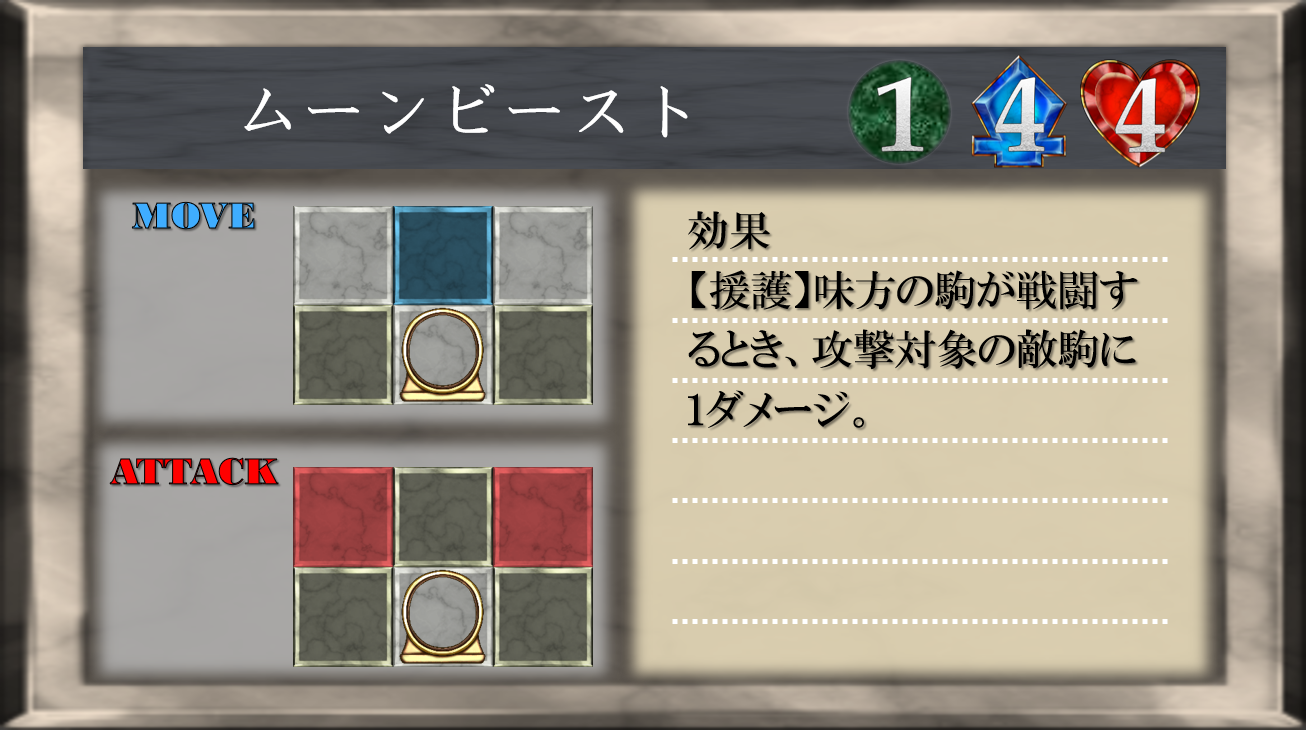 ムーンビースト
1 4 4
MOVE
効果
【援護】味方の駒が戦闘す
るとき、攻撃対象の敵駒に
1ダメージ。
ATTACK